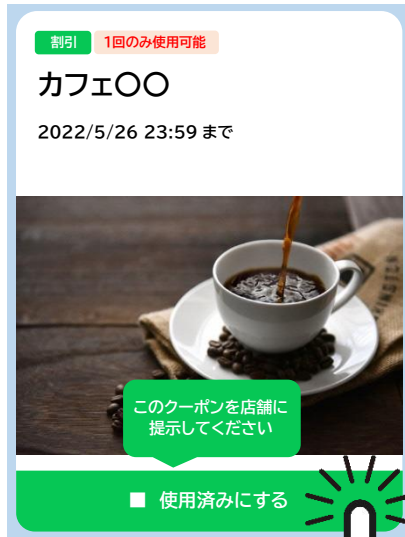 割引 1回のみ使用可能
カフェ〇〇
2022/5/26 23:59 まで
このクーポンを店舗に
提示してください
■ 使用済みにする